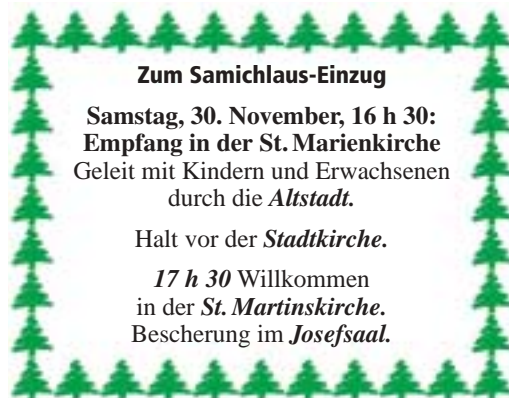 Zum Samichlaus-Einzug
Samstag, 30. November, 16 h 30:
Empfang in der St. Marienkirche
Geleit mit Kindern und Erwachsenen
durch die Altstadt.
Halt vor der Stadtkirche.
17 h 30 Willkommen
in der St. Martinskirche.
Bescherung im Josefsaal.